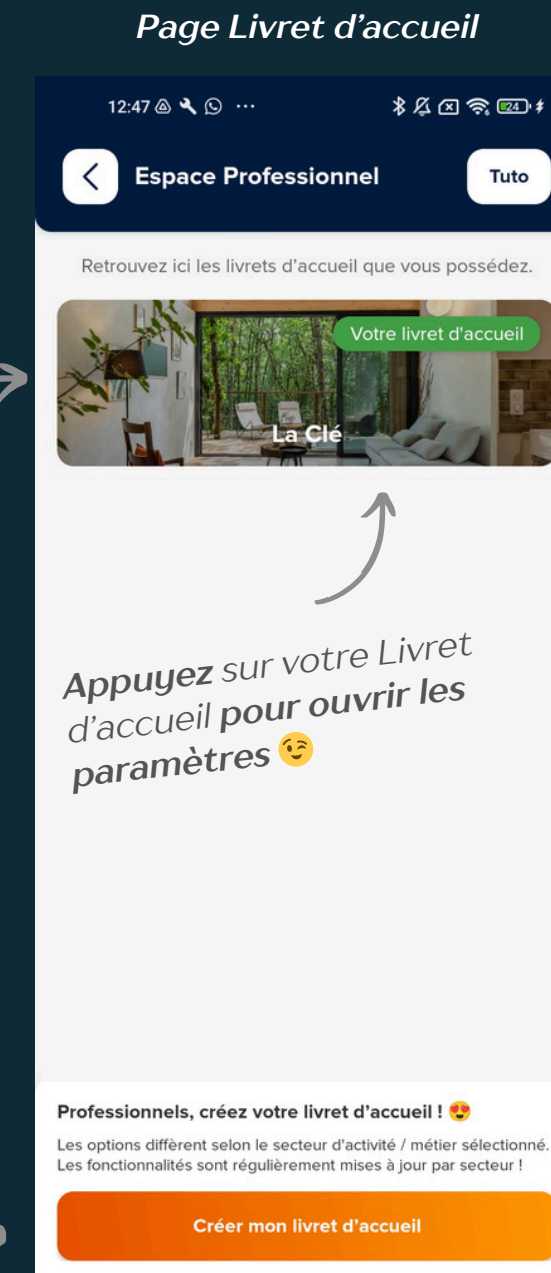 Page Livret d’accueil
12:47
24
Espace Professionnel
Tuto
Retrouvez ici les livrets d’accueil que vous possédez.
Votre livret d'accueil
La Clé
Appuyez sur votre Livret
d’accueil pour ouvrir les
paramètres 😉
Professionnels, créez votre livret d’accueil ! 😍
Les options diffèrent selon le secteur d'activité / métier sélectionné.
Les fonctionnalités sont régulièrement mises à jour par secteur !
Créer mon livret d’accueil